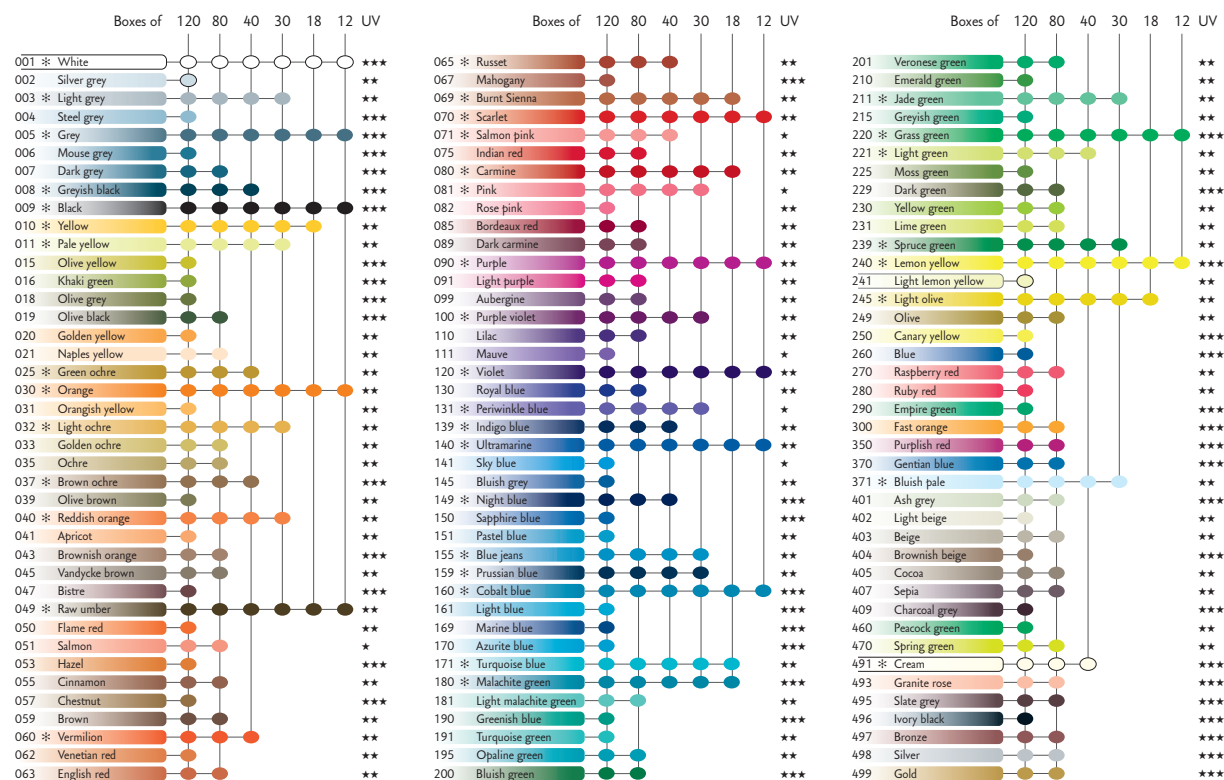 Boxes of 120 80 40 30 18 12 UV
001 * White ★★★
002 Silver grey ★★
003 * Light grey ★★
004 Steel grey ★★★
005 * Grey ★★★
006 Mouse grey ★★★
007 Dark grey ★★★
008 * Greyish black ★★★
009 * Black ★★★
010 * Yellow ★★
011 * Pale yellow ★★
015 Olive yellow ★★★
016 Khaki green ★★★
018 Olive grey ★★★
019 Olive black ★★★
020 Golden yellow ★★
021 Naples yellow ★★
025 * Green ochre ★★
030 * Orange ★★
031 Orangish yellow ★★
032 * Light ochre ★★
033 Golden ochre ★★
035 Ochre ★★
037 * Brown ochre ★★★
039 Olive brown ★★
040 * Reddish orange ★★
041 Apricot ★★
043 Brownish orange ★★★
045 Vandycke brown ★★
047 Bistre ★★★
049 * Raw umber ★★★
050 Flame red ★★
051 Salmon ★
053 Hazel ★★★
055 Cinnamon ★★
057 Chestnut ★★★
059 Brown ★★
060 * Vermilion ★★
062 Venetian red ★★
063 English red ★★
Boxes of 120 80 40 30 18 12 UV
065 * Russet ★★
067 Mahogany ★★★
069 * Burnt Sienna ★★
070 * Scarlet ★★
071 * Salmon pink ★
075 Indian red ★★
080 * Carmine ★★
081 * Pink ★
082 Rose pink ★★
085 Bordeaux red ★★
089 Dark carmine ★★
090 * Purple ★★
091 Light purple ★★
099 Aubergine ★★
100 * Purple violet ★★
110 Lilac ★★
111 Mauve ★
120 * Violet ★★
130 Royal blue ★★
131 * Periwinkle blue ★
139 * Indigo blue ★★
140 * Ultramarine ★★
141 Sky blue ★
145 Bluish grey ★★
149 * Night blue ★★★
150 Sapphire blue ★★★
151 Pastel blue ★★
155 * Blue jeans ★★
159 * Prussian blue ★★
160 * Cobalt blue ★★★
161 Light blue ★★★
169 Marine blue ★★★
170 Azurite blue ★★★
171 * Turquoise blue ★★
180 * Malachite green ★★★
181 Light malachite green ★★
190 Greenish blue ★★★
191 Turquoise green ★★
195 Opaline green ★★
200 Bluish green ★★★
Boxes of 120 80 40 30 18 12 UV
201 Veronese green ★★
210 Emerald green ★★
211 * Jade green ★★
215 Greyish green ★★
220 * Grass green ★★★
221 * Light green ★★
225 Moss green ★★
229 Dark green ★★★
230 Yellow green ★★
231 Lime green ★★
239 * Spruce green ★★
240 * Lemon yellow ★★★
241 Light lemon yellow ★★
245 * Light olive ★★
249 Olive ★★
250 Canary yellow ★★★
260 Blue ★★★
270 Raspberry red ★★
280 Ruby red ★★
290 Empire green ★★★
300 Fast orange ★★★
350 Purplish red ★★★
370 Gentian blue ★★★
371 * Bluish pale ★★
401 Ash grey ★★★
402 Light beige ★★
403 Beige ★★
404 Brownish beige ★★★
405 Cocoa ★★
407 Sepia ★★
409 Charcoal grey ★★★
460 Peacock green ★★
470 Spring green ★★
491 * Cream ★★★
493 Granite rose ★★★
495 Slate grey ★★★
496 Ivory black ★★★
497 Bronze ★★★
498 Silver ★★★
499 Gold ★★★